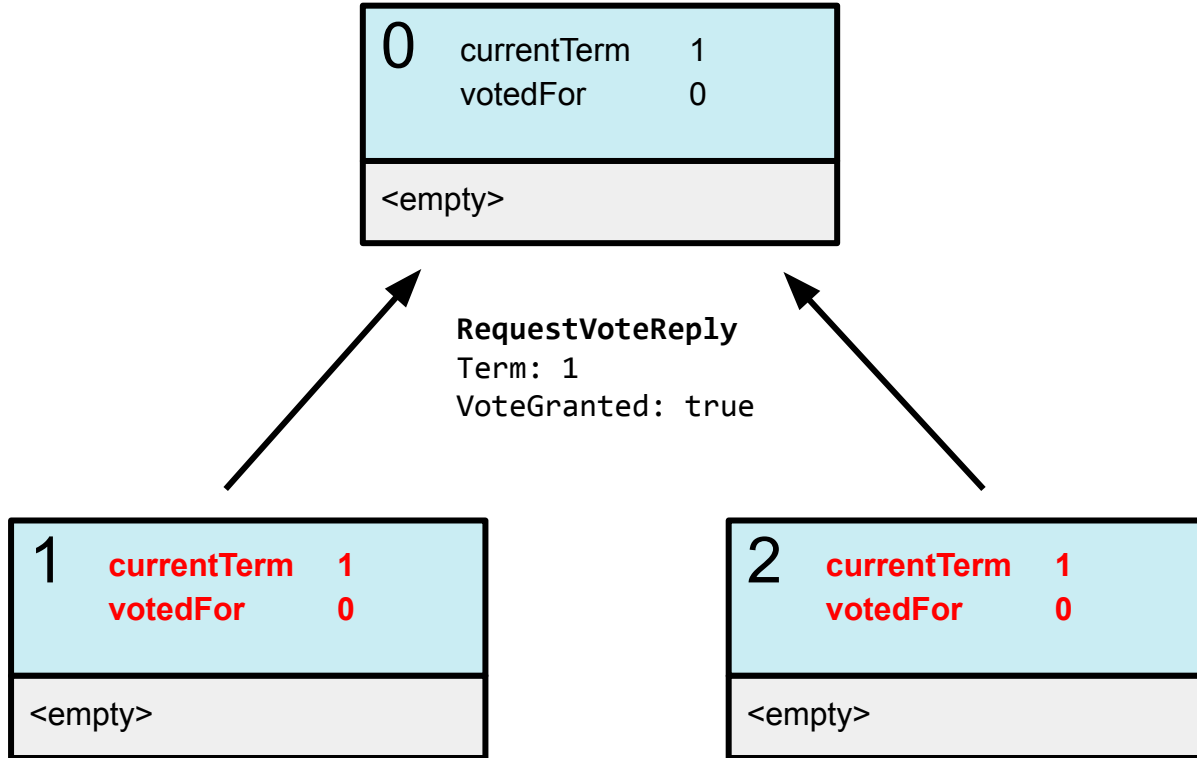 0 currentTerm 1
votedFor 0
<empty>
RequestVoteReply
Term: 1
VoteGranted: true
1 currentTerm 1
votedFor 0
<empty>
2 currentTerm 1
votedFor 0
<empty>